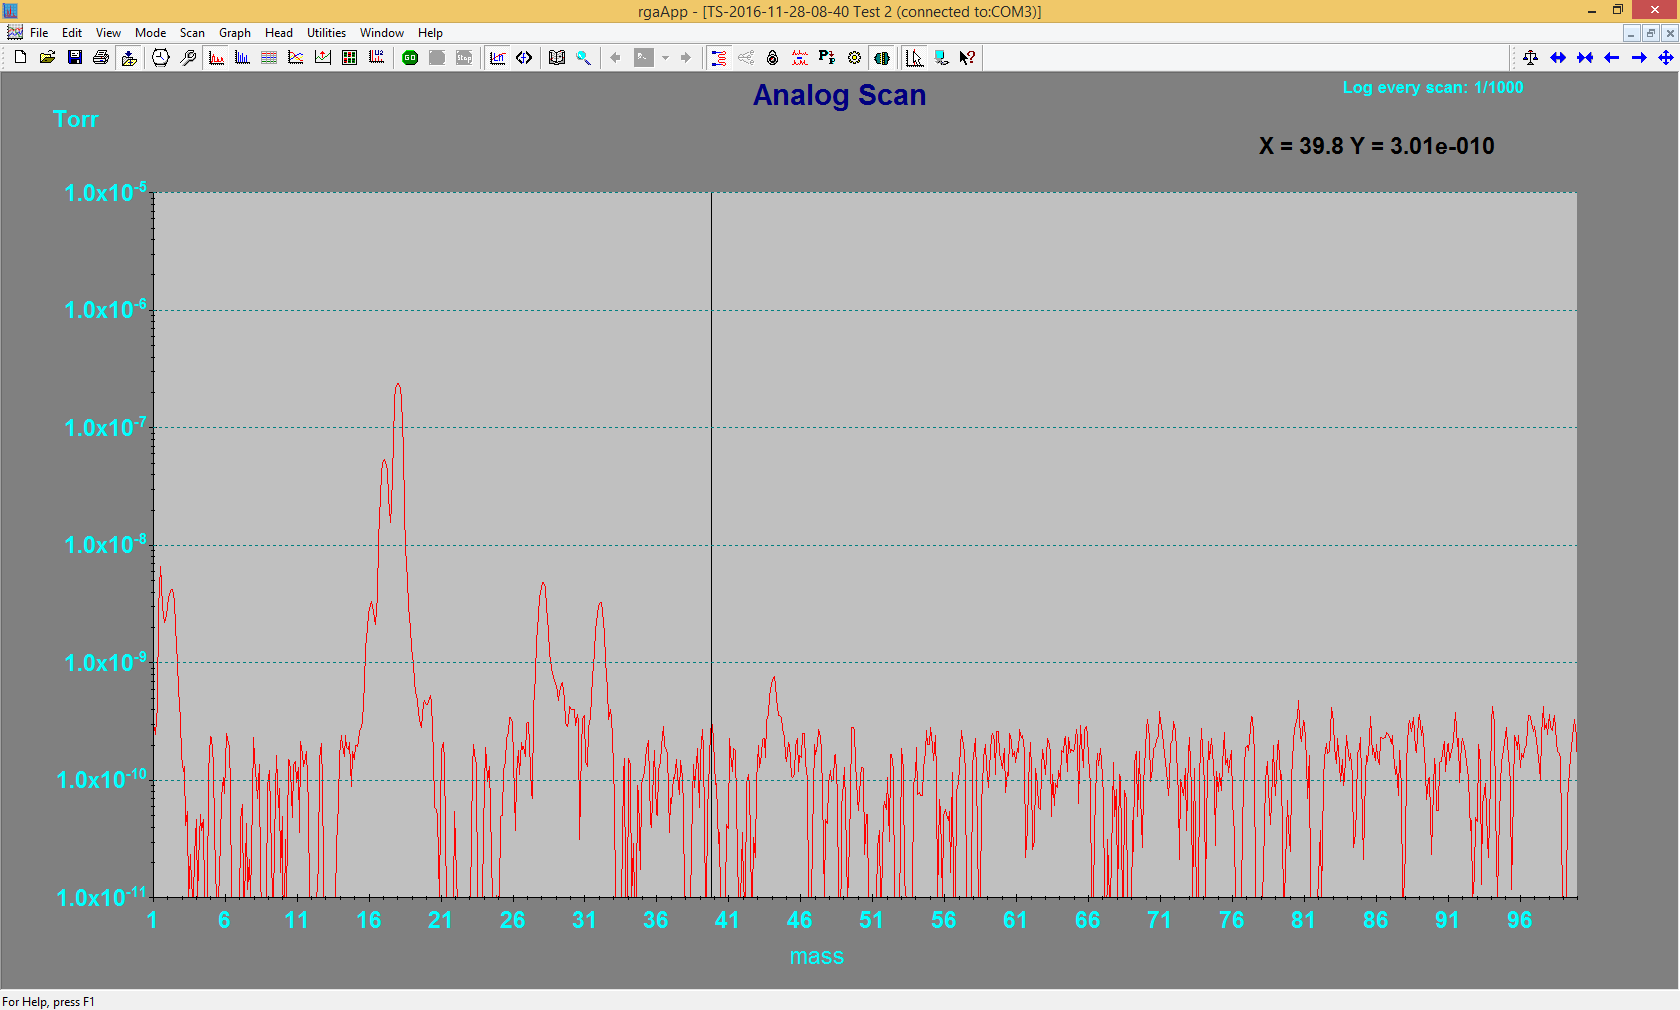 rgaApp - [TS-2016-11-28-08-40 Test 2 (connected to:COM3)]
File Edit View Mode Scan Graph Head Utilities Window Help
GO Stop
Analog Scan
Log every scan: 1/1000
Torr
X = 39.8 Y = 3.01e-010
1.0x10-5
1.0x10-6
1.0x10-7
1.0x10-8
1.0x10-9
1.0x10-10
1.0x10-11
1 6 11 16 21 26 31 36 41 46 51 56 61 66 71 76 81 86 91 96
mass
For Help, press F1